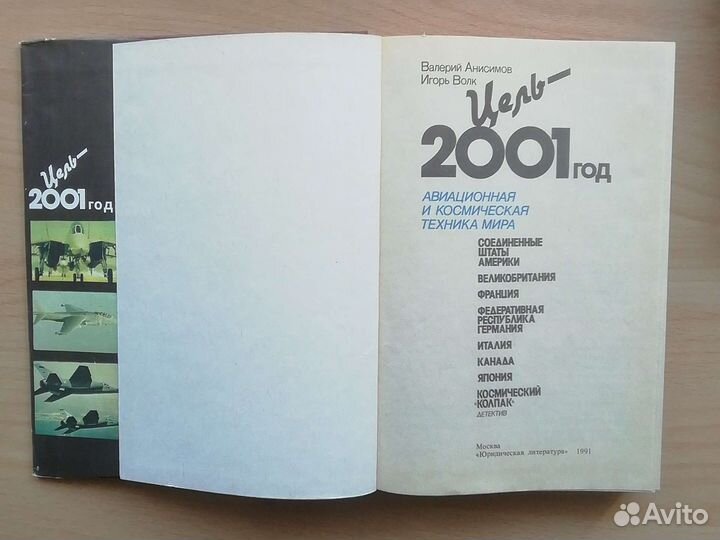 Цель—
2001 год
Валерий Анисимов
Игорь Волк
Цель—
2001 год
АВИАЦИОННАЯ
И КОСМИЧЕСКАЯ
ТЕХНИКА МИРА
СОЕДИНЕННЫЕ
ШТАТЫ
АМЕРИКИ
ВЕЛИКОБРИТАНИЯ
ФРАНЦИЯ
ФЕДЕРАТИВНАЯ
РЕСПУБЛИКА
ГЕРМАНИЯ
ИТАЛИЯ
КАНАДА
ЯПОНИЯ
КОСМИЧЕСКИЙ
«КОЛПАК»
ДЕТЕКТИВ
Москва
«Юридическая литература» 1991
Avito